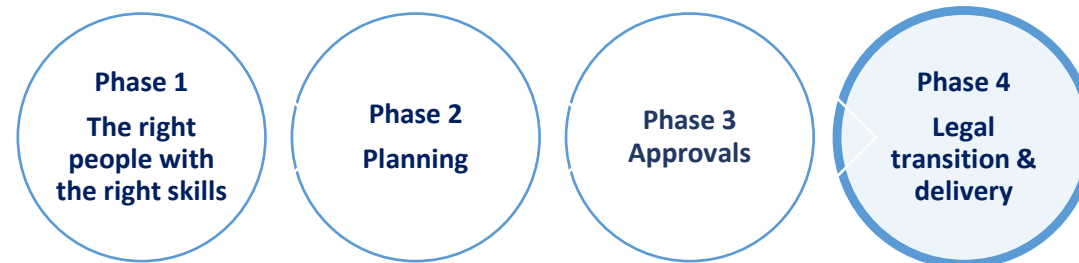 Phase 1
The right
people with
the right skills
Phase 2
Planning
Phase 3
Approvals
Phase 4
Legal
transition &
delivery